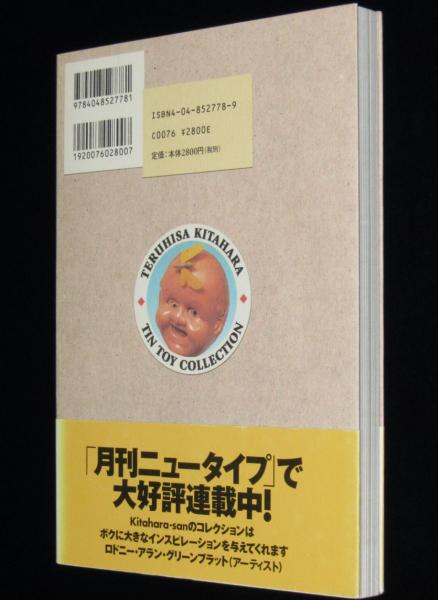 9784048527781
1920076028007
ISBN4-04-852778-9
C0076 ¥2800E
定価:本体2800円(税別)
TERUHISA KITAHARA
TIN TOY COLLECTION
「月刊ニュータイプ」で
大好評連載中!
Kitahara-sanのコレクションは
ボクに大きなインスピレーションを与えてくれます
ロドニー・アラン・グリーンブラット(アーティスト)